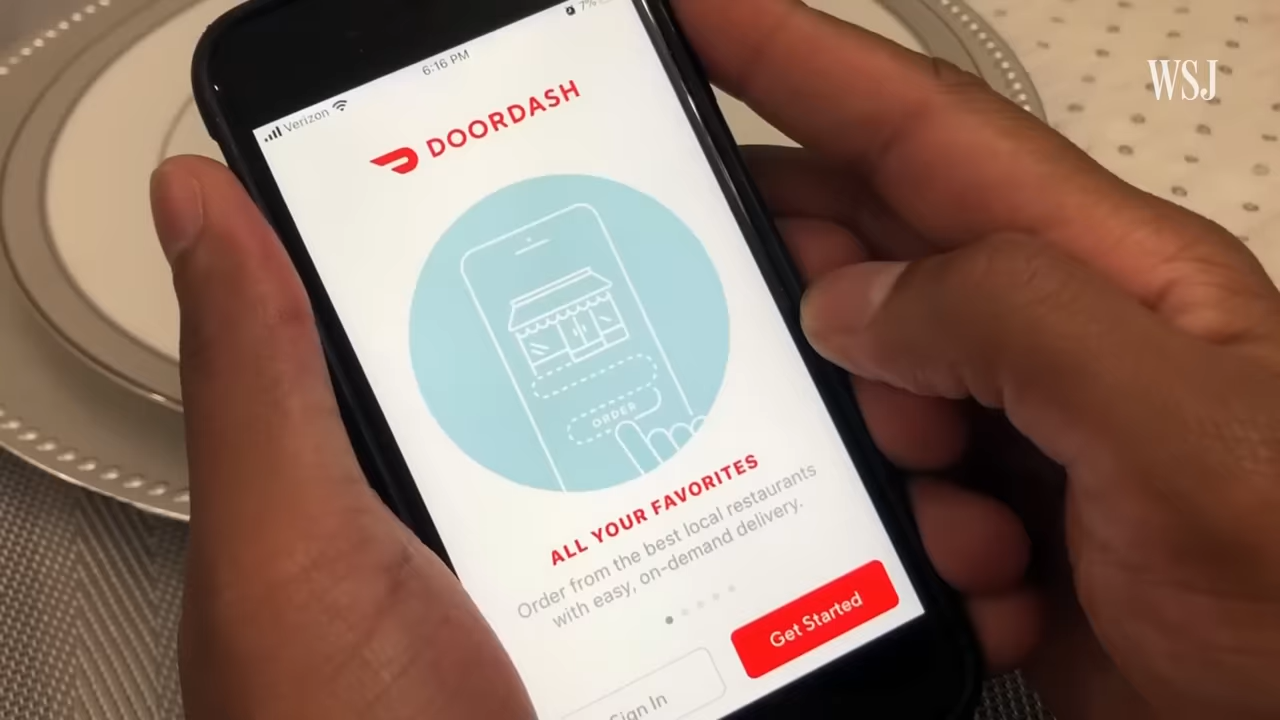 7%
6:16 PM
Verizon
WSJ
DOORDASH
ORDER
ALL YOUR FAVORITES
Order from the best local restaurants
with easy, on-demand delivery.
Get Started
Sign In